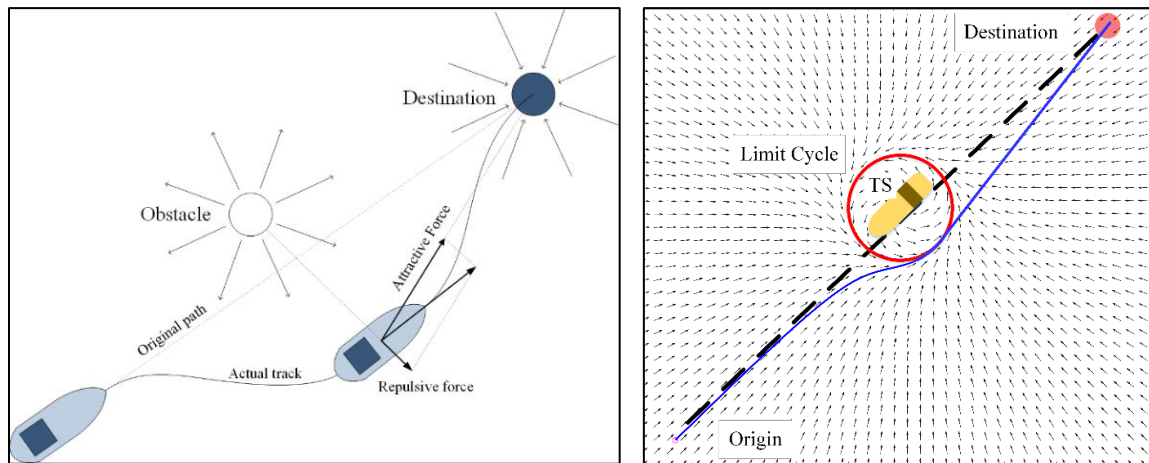 Destination
Obstacle
Attractive Force
Original path
Actual track
Repulsive force
Destination
Limit Cycle
TS
Origin